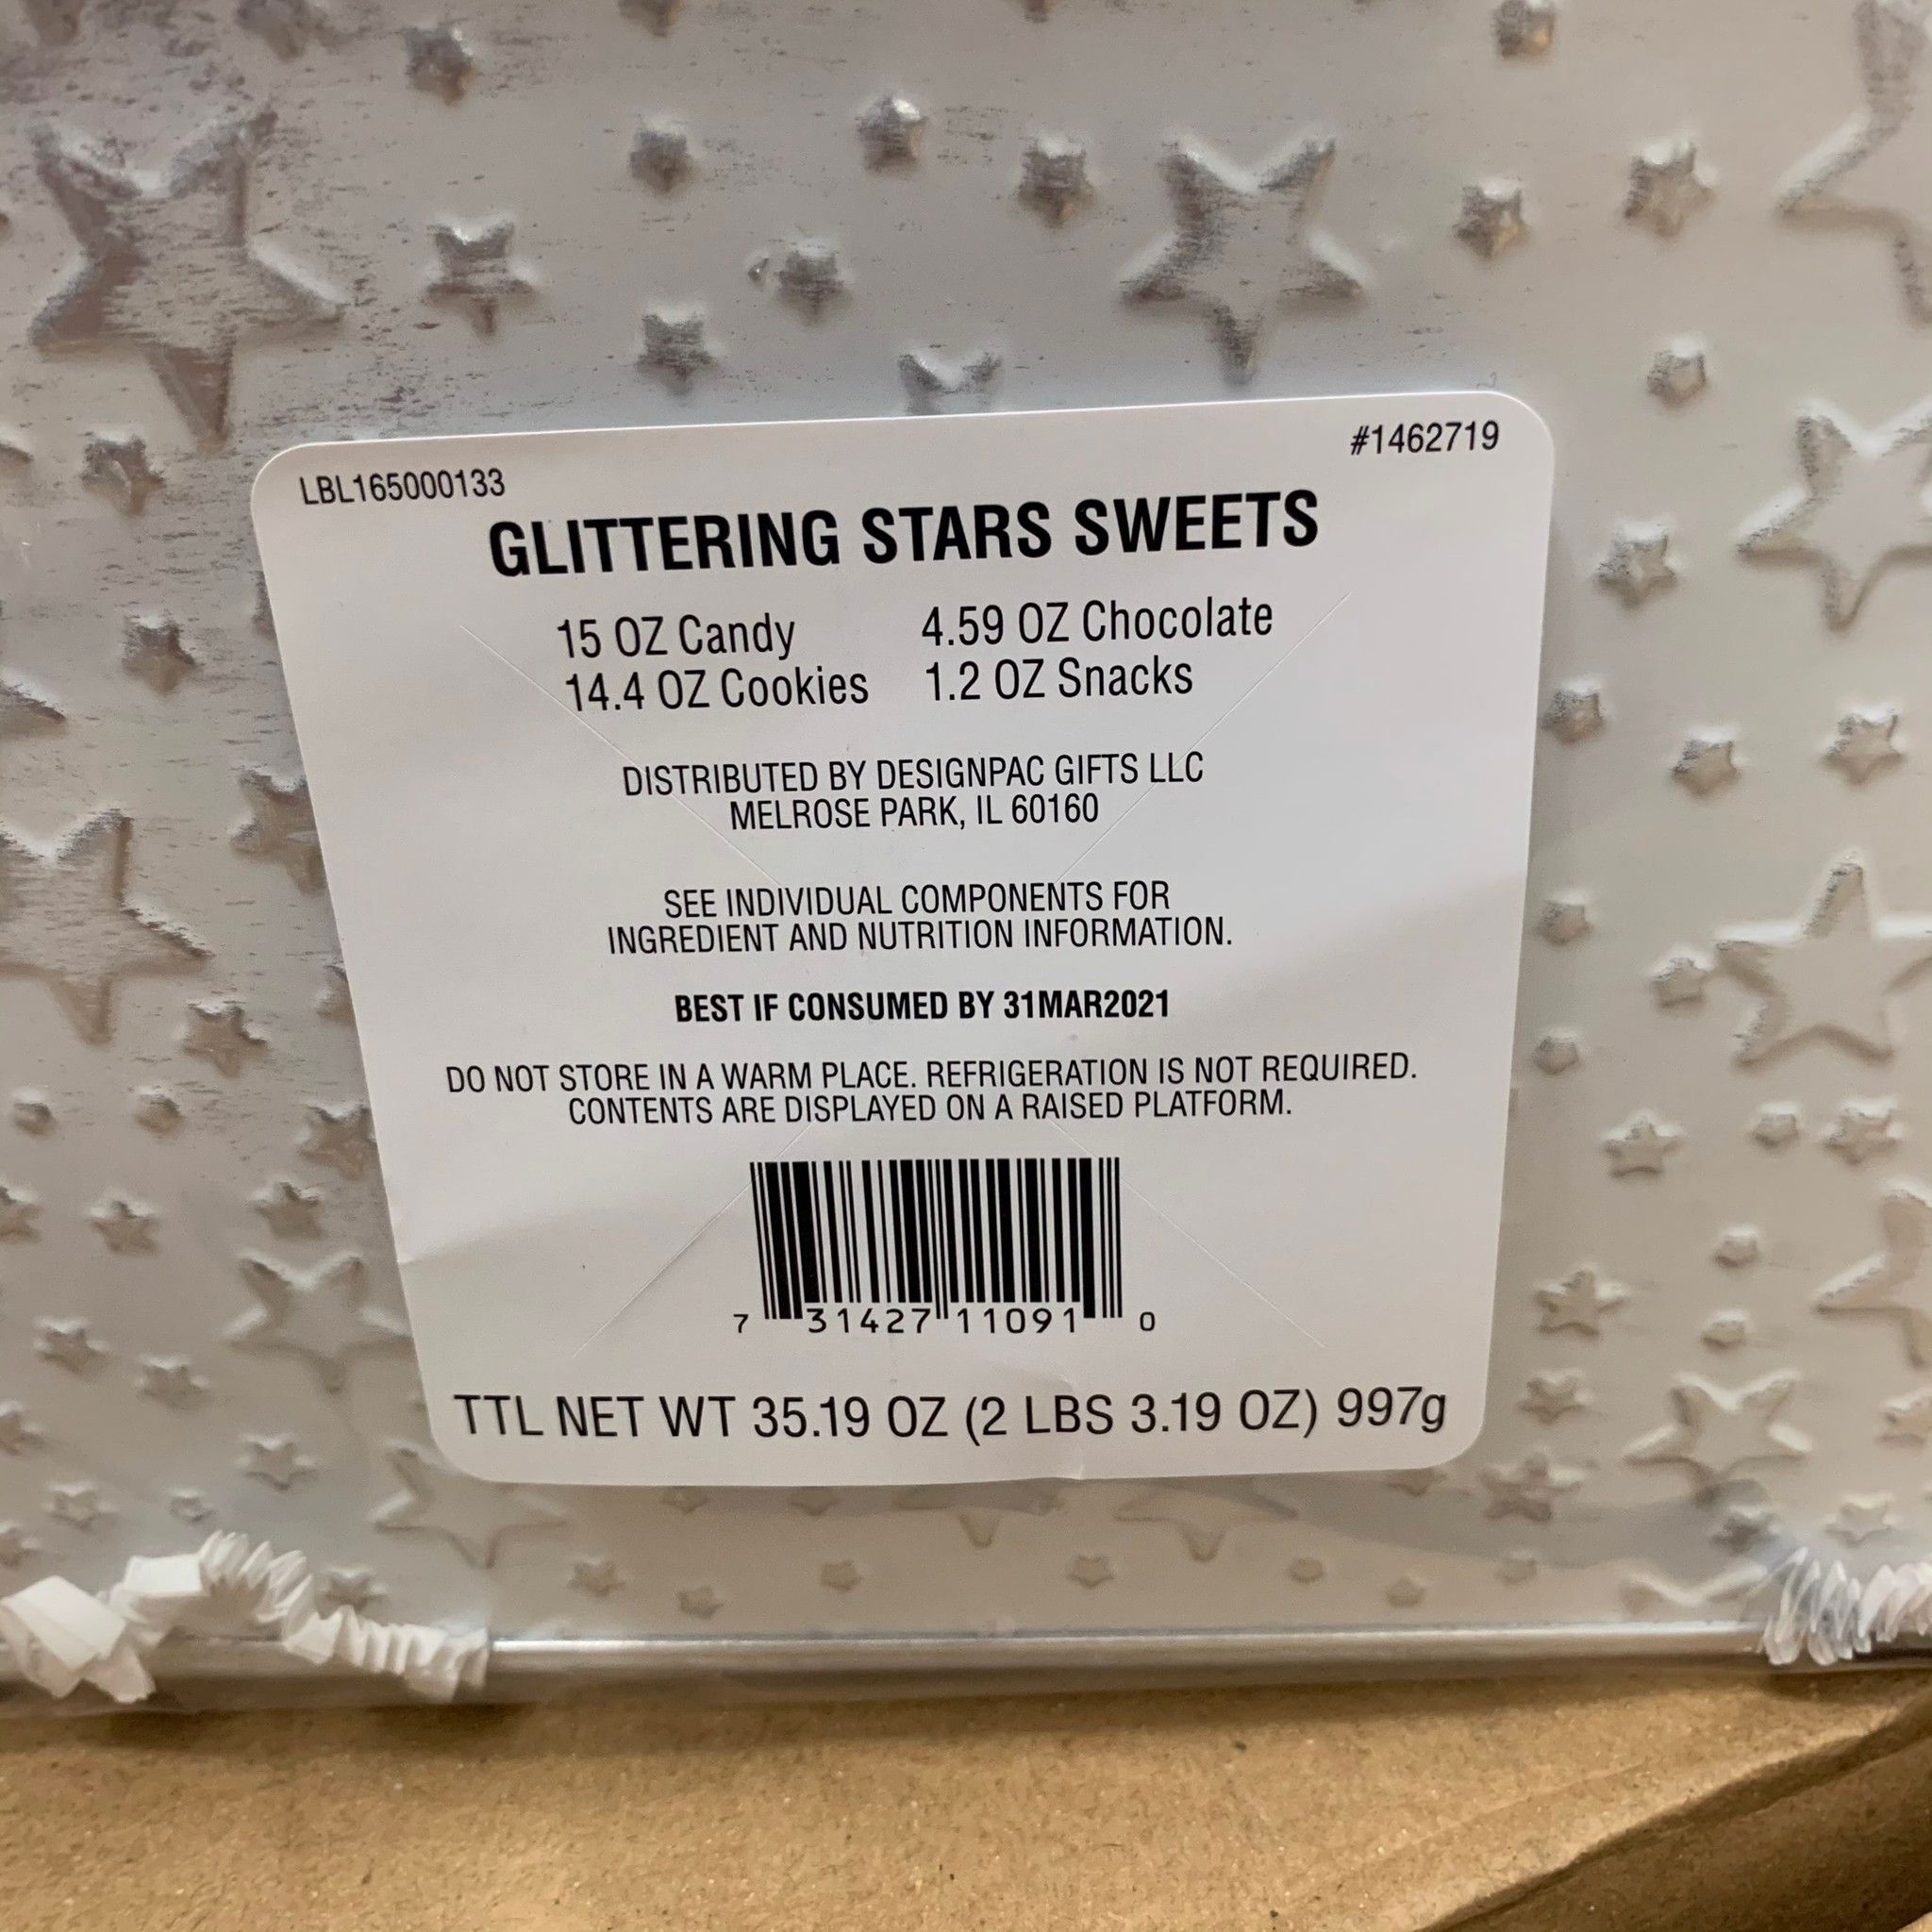 LBL165000133 #1462719
GLITTERING STARS SWEETS
15 OZ Candy 4.59 OZ Chocolate
14.4 OZ Cookies 1.2 OZ Snacks
DISTRIBUTED BY DESIGNPAC GIFTS LLC
MELROSE PARK, IL 60160
SEE INDIVIDUAL COMPONENTS FOR
INGREDIENT AND NUTRITION INFORMATION.
BEST IF CONSUMED BY 31MAR2021
DO NOT STORE IN A WARM PLACE. REFRIGERATION IS NOT REQUIRED.
CONTENTS ARE DISPLAYED ON A RAISED PLATFORM.
7 31427 11091 0
TTL NET WT 35.19 OZ (2 LBS 3.19 OZ) 997g